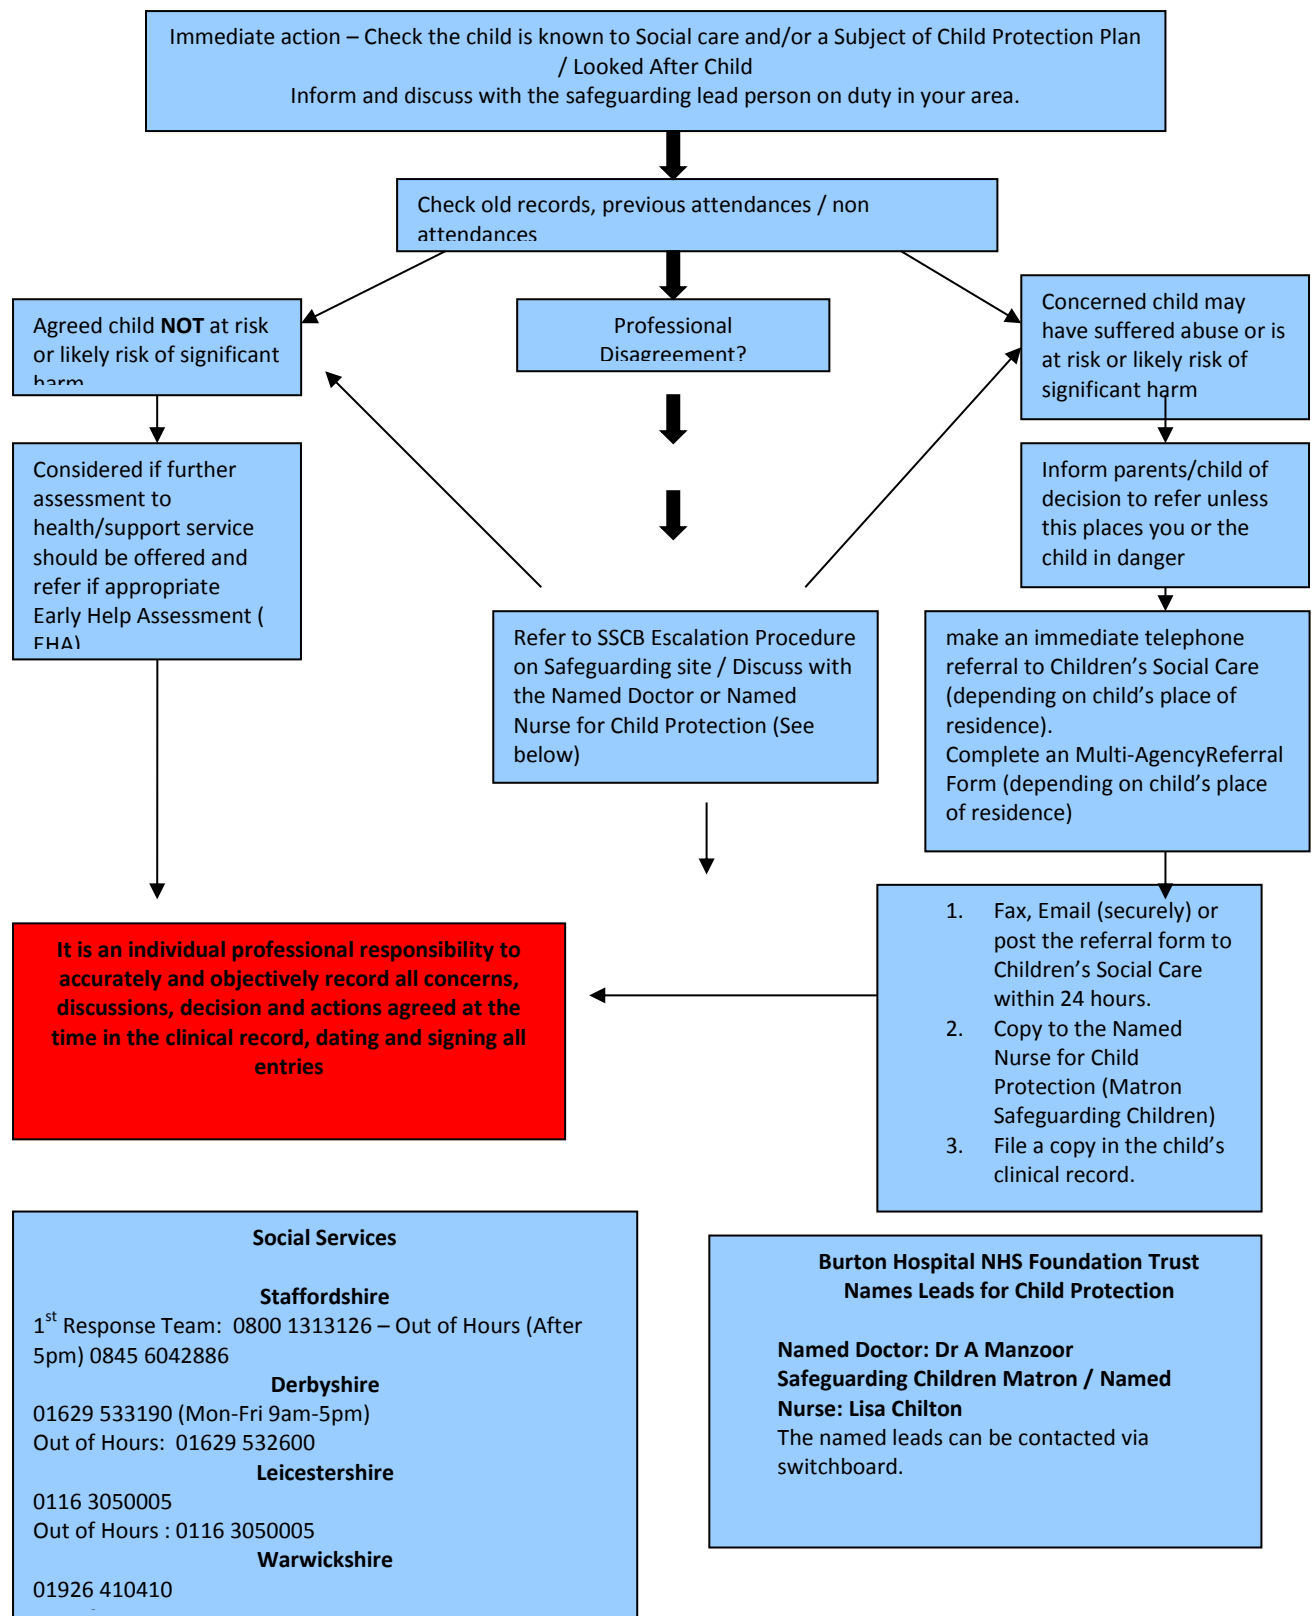 Immediate action – Check the child is known to Social care and/or a Subject of Child Protection Plan
/ Looked After Child
Inform and discuss with the safeguarding lead person on duty in your area.
Check old records, previous attendances / non
attendances
Agreed child NOT at risk
or likely risk of significant
harm
Professional
Disagreement?
Concerned child may
have suffered abuse or is
at risk or likely risk of
significant harm
Considered if further
assessment to
health/support service
should be offered and
refer if appropriate
Early Help Assessment (
EHA)
Inform parents/child of
decision to refer unless
this places you or the
child in danger
Refer to SSCB Escalation Procedure
on Safeguarding site / Discuss with
the Named Doctor or Named
Nurse for Child Protection (See
below)
make an immediate telephone
referral to Children’s Social Care
(depending on child’s place of
residence).
Complete an Multi-AgencyReferral
Form (depending on child’s place
of residence)
It is an individual professional responsibility to
accurately and objectively record all concerns,
discussions, decision and actions agreed at the
time in the clinical record, dating and signing all
entries
1. Fax, Email (securely) or
post the referral form to
Children’s Social Care
within 24 hours.
2. Copy to the Named
Nurse for Child
Protection (Matron
Safeguarding Children)
3. File a copy in the child’s
clinical record.
Social Services
Staffordshire
1st Response Team: 0800 1313126 – Out of Hours (After
5pm) 0845 6042886
Derbyshire
01629 533190 (Mon-Fri 9am-5pm)
Out of Hours: 01629 532600
Leicestershire
0116 3050005
Out of Hours : 0116 3050005
Warwickshire
01926 410410
Burton Hospital NHS Foundation Trust
Names Leads for Child Protection
Named Doctor: Dr A Manzoor
Safeguarding Children Matron / Named
Nurse: Lisa Chilton
The named leads can be contacted via
switchboard.